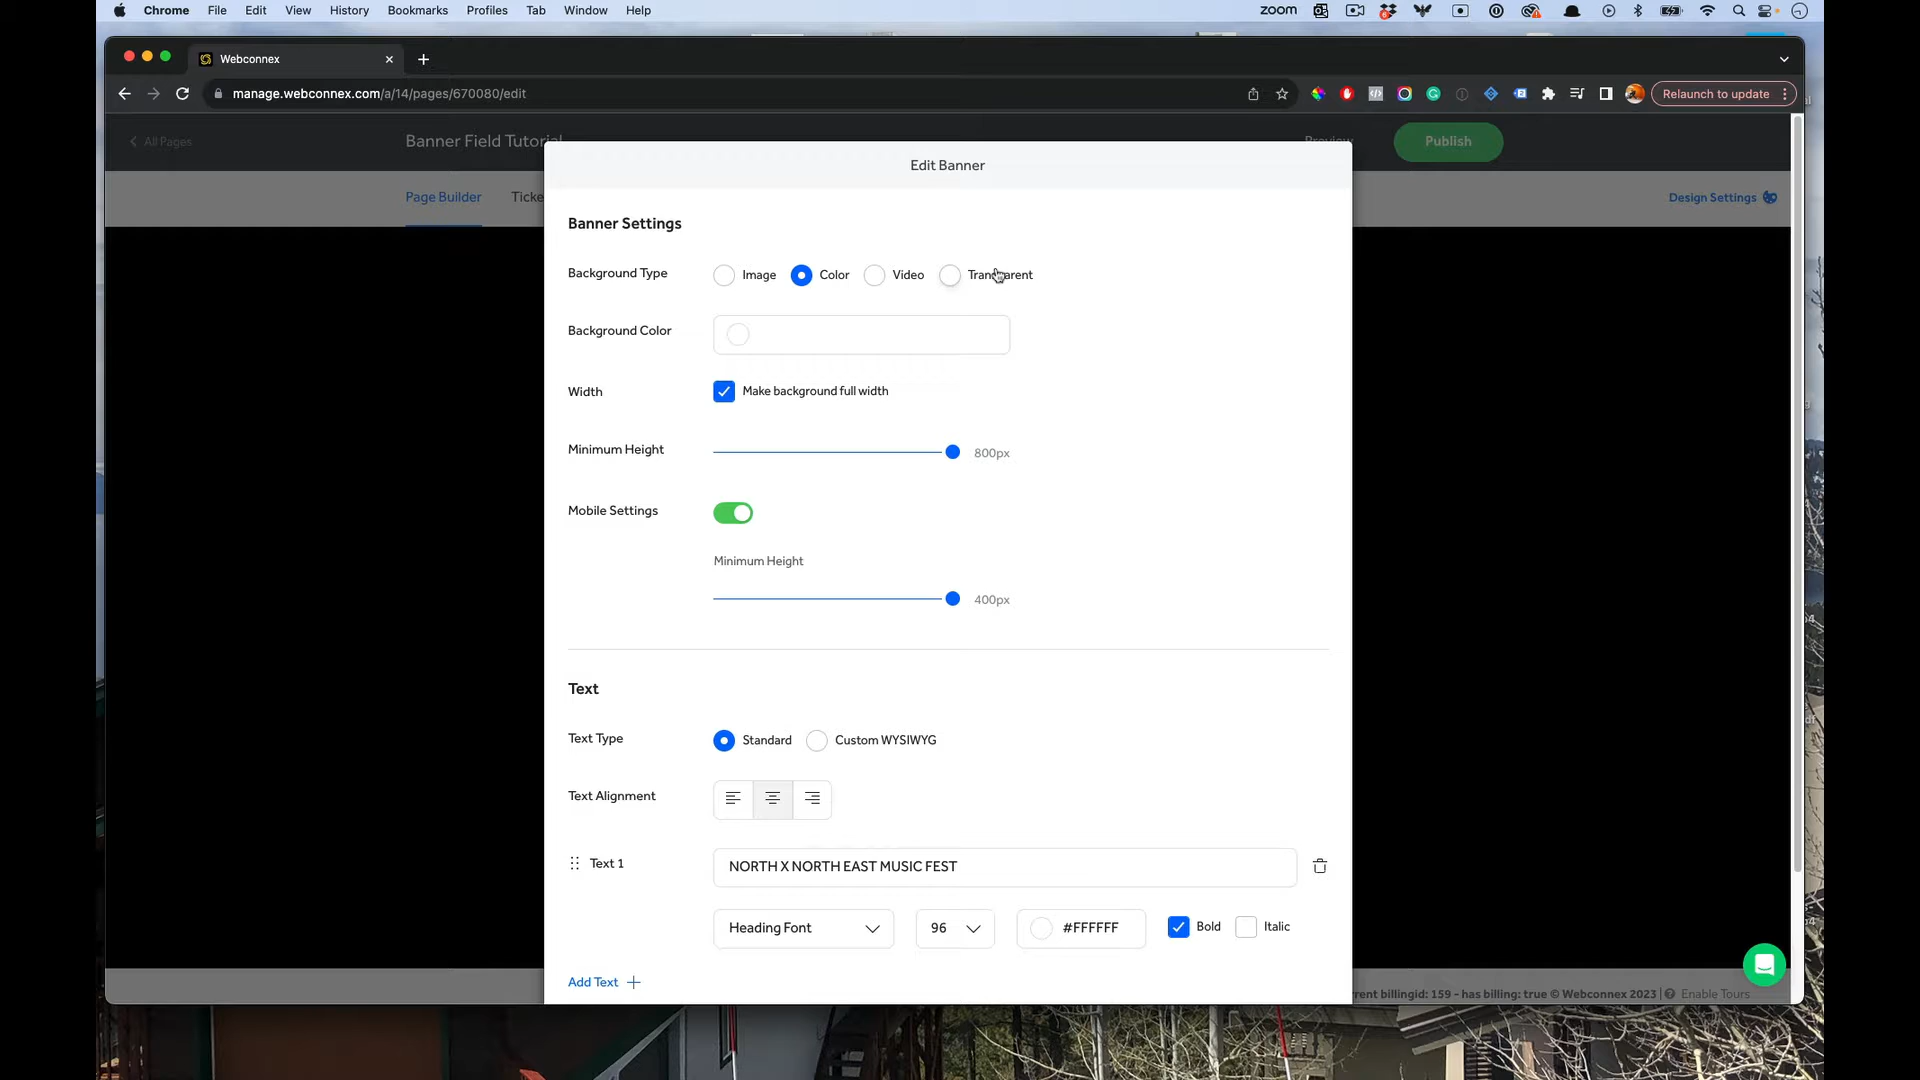 Chrome File Edit View History Bookmarks Profiles Tab Window Help zoom
Webconnex
manage.webconnex.com/a/14/pages/670080/edit Relaunch to update
All Pages Banner Field Tutorial Preview Publish
Edit Banner
Page Builder Ticke Design Settings
Banner Settings
Background Type Image Color Video Transparent
Background Color
Width Make background full width
Minimum Height 800px
Mobile Settings
Minimum Height
400px
Text
Text Type Standard Custom WYSIWYG
Text Alignment
Text 1 NORTH X NORTH EAST MUSIC FEST
Heading Font 96 #FFFFFF Bold Italic
Add Text
rent billingid: 159 - has billing: true © Webconnex 2023 | Enable Tours